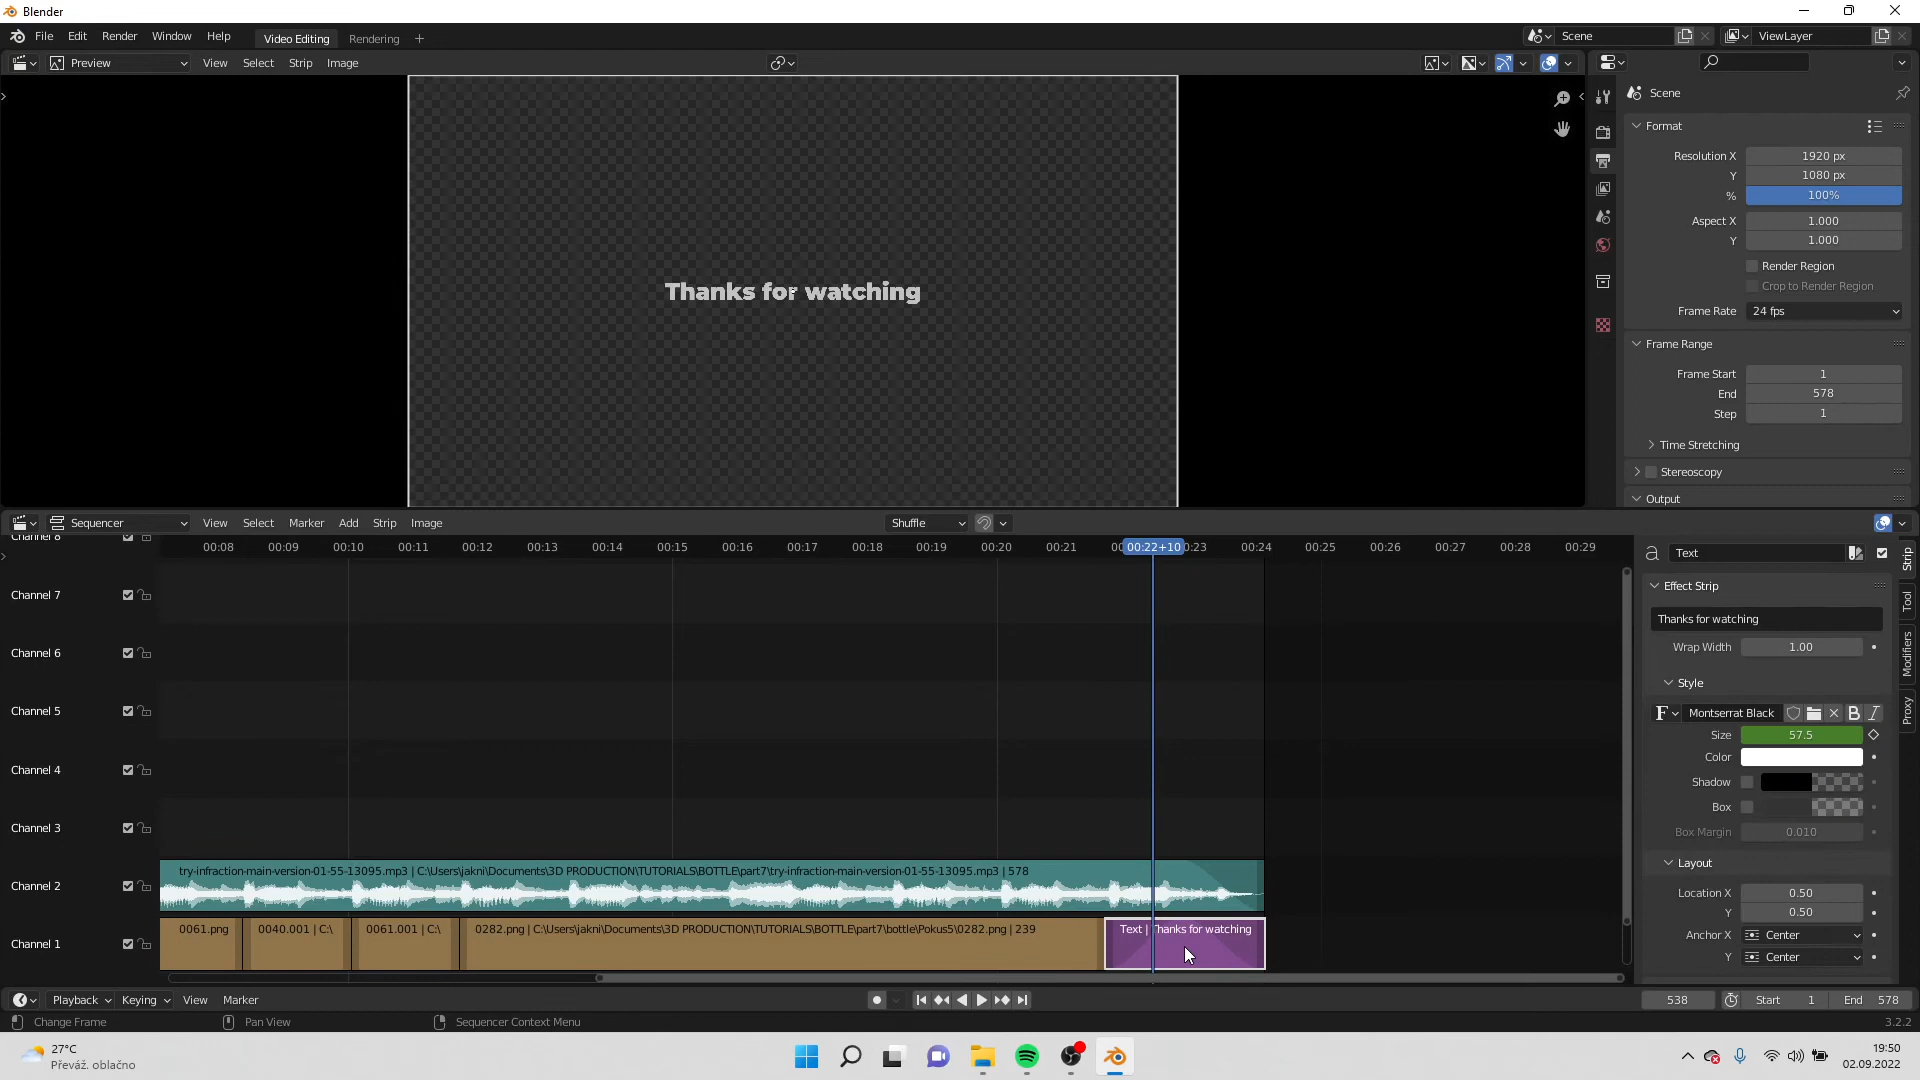 Blender
File Edit Render Window Help Video Editing Rendering + Scene ViewLayer
Preview View Select Strip Image
Scene
Format
Resolution X 1920 px
Y 1080 px
% 100%
Aspect X 1.000
Y 1.000
Render Region
Crop to Render Region
Frame Rate 24 fps
Frame Range
Frame Start 1
End 578
Step 1
Time Stretching
Stereoscopy
Output
Thanks for watching
Sequencer View Select Marker Add Strip Image Shuffle
00:08 00:09 00:10 00:11 00:12 00:13 00:14 00:15 00:16 00:17 00:18 00:19 00:20 00:21 00:22+10 00:24 00:25 00:26 00:27 00:28 00:29
Channel 8
Channel 7
Channel 6
Channel 5
Channel 4
Channel 3
Channel 2
Channel 1
try-infraction-main-version-01-55-13095.mp3 | C:\Users\jakni\Documents\3D PRODUCTION\TUTORIALS\BOTTLE\part7\try-infraction-main-version-01-55-13095.mp3 | 578
0061.png 0040.001 | C:\ 0061.001 | C:\ 0282.png | C:\Users\jakni\Documents\3D PRODUCTION\TUTORIALS\BOTTLE\part7\bottle\Pokus5\0282.png | 239 Text | Thanks for watching
Text
Effect Strip
Thanks for watching
Wrap Width 1.00
Style
Montserrat Black B I
Size 57.5
Color
Shadow
Box
Box Margin 0.010
Layout
Location X 0.50
Y 0.50
Anchor X Center
Y Center
Strip
Tool
Modifiers
Proxy
Playback Keying View Marker 538 Start 1 End 578
Change Frame Pan View Sequencer Context Menu 3.2.2
27°C
Převáž. oblačno
19:50
02.09.2022